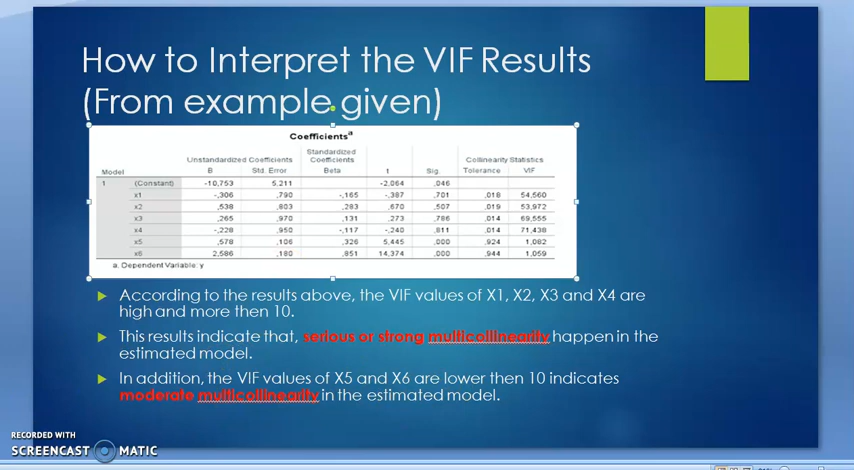 How to Interpret the VIF Results
(From example given)
Coefficientsa
Unstandardized Coefficients Standardized Coefficients Collinearity Statistics
Model B Std. Error Beta t Sig. Tolerance VIF
1 (Constant) -10,753 5,211 -2,064 ,046
x1 -,306 ,790 -,165 -,387 ,701 ,018 54,560
x2 ,538 ,803 ,283 ,670 ,507 ,019 53,972
x3 ,265 ,970 ,131 ,273 ,786 ,014 69,555
x4 -,228 ,950 -,117 -,240 ,811 ,014 71,438
x5 ,578 ,106 ,326 5,445 ,000 ,924 1,082
x6 2,586 ,180 ,851 14,374 ,000 ,944 1,059
a. Dependent Variable: y
According to the results above, the VIF values of X1, X2, X3 and X4 are
high and more then 10.
This results indicate that, serious or strong multicollinearity happen in the
estimated model.
In addition, the VIF values of X5 and X6 are lower then 10 indicates
moderate multicollinearity in the estimated model.
RECORDED WITH
SCREENCAST MATIC